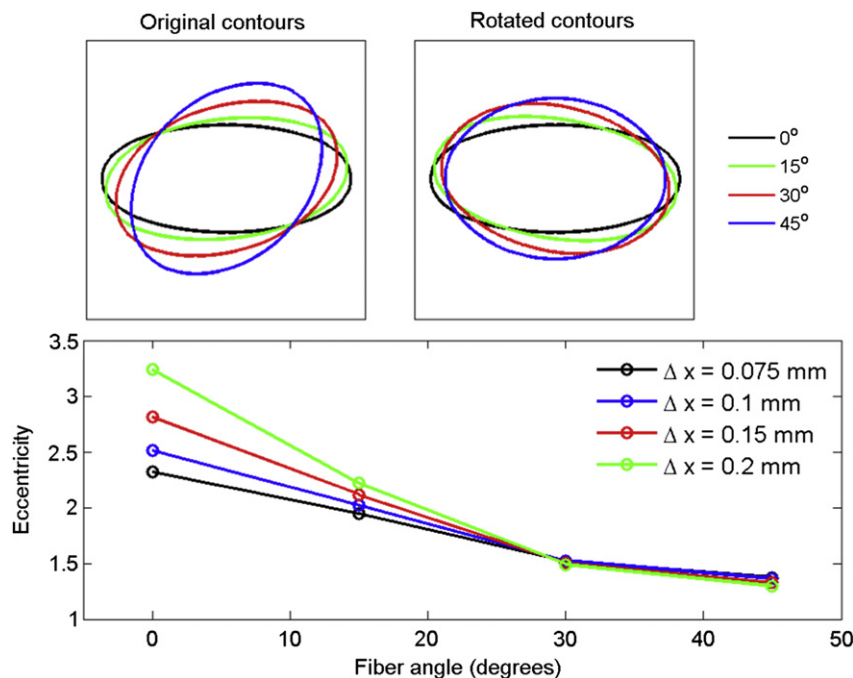 Original contours
Rotated contours
0°
15°
30°
45°
3.5
3
2.5
2
1.5
1
Eccentricity
Δ x = 0.075 mm
Δ x = 0.1 mm
Δ x = 0.15 mm
Δ x = 0.2 mm
0
10
20
30
40
50
Fiber angle (degrees)